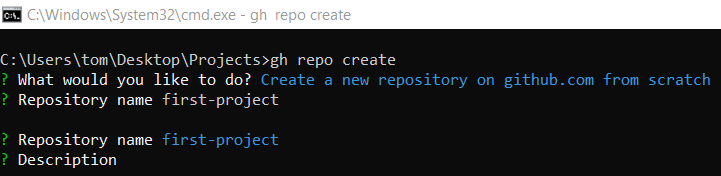 C:\Windows\System32\cmd.exe - gh  repo create
C:\Users\tom\Desktop\Projects>gh repo create
? What would you like to do? Create a new repository on github.com from scratch
? Repository name first-project
? Repository name first-project
? Description